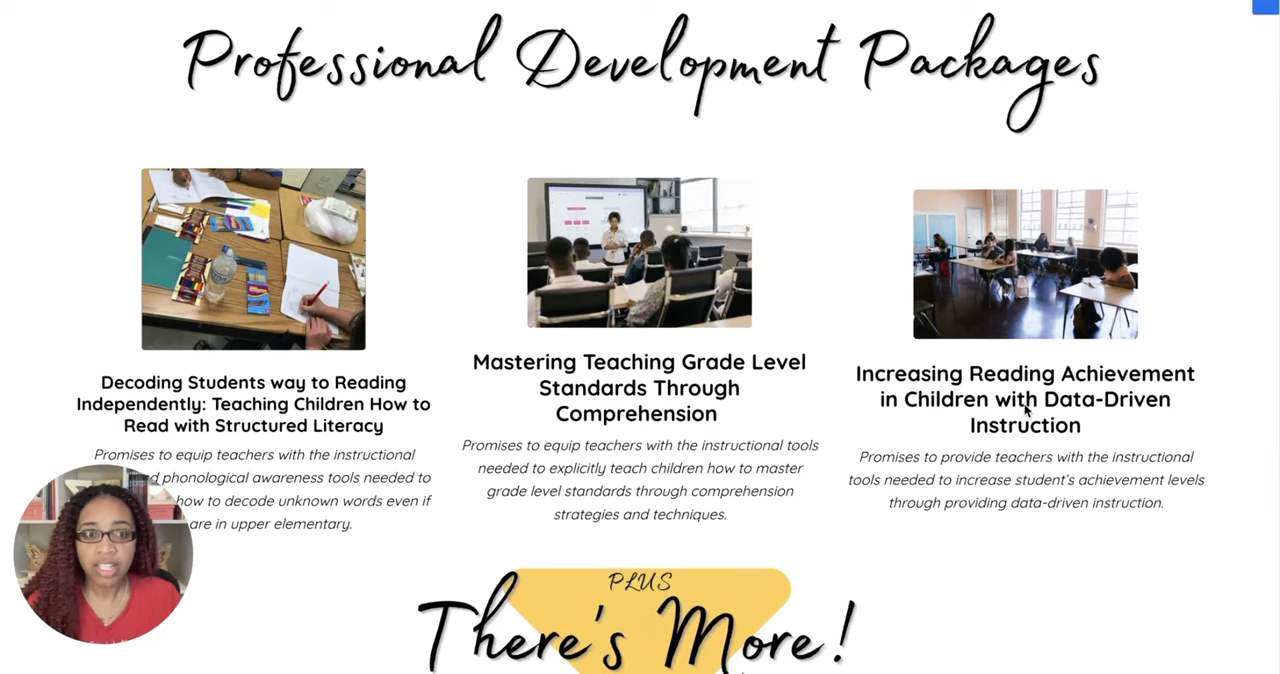 Professional Development Packages
Decoding Students way to Reading
Independently: Teaching Children How to
Read with Structured Literacy
Promises to equip teachers with the instructional
d phonological awareness tools needed to
how to decode unknown words even if
are in upper elementary.
Mastering Teaching Grade Level
Standards Through
Comprehension
Promises to equip teachers with the instructional tools
needed to explicitly teach children how to master
grade level standards through comprehension
strategies and techniques.
Increasing Reading Achievement
in Children with Data-Driven
Instruction
Promises to provide teachers with the instructional
tools needed to increase student's achievement levels
through providing data-driven instruction.
PLUS
There's More!